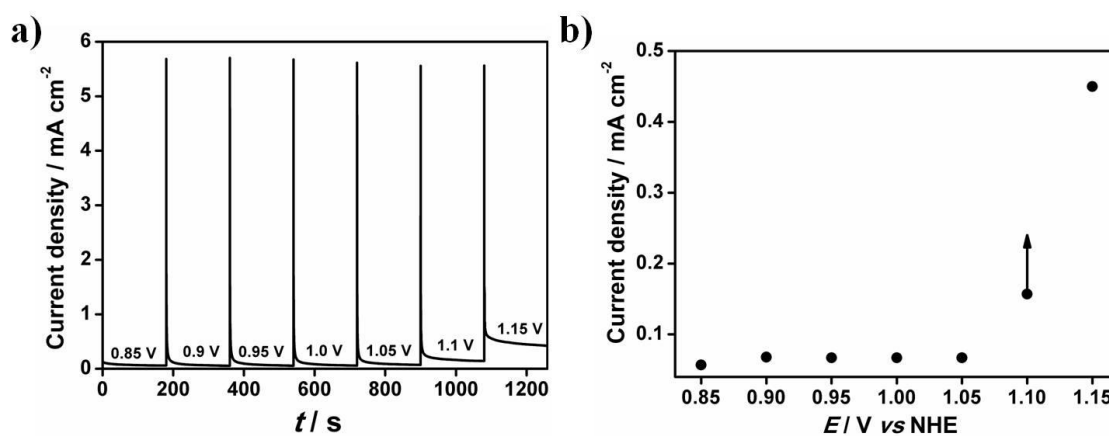 a)
6
5
4
3
2
1
0
Current density / mA cm⁻²
0.85 V 0.9 V 0.95 V 1.0 V 1.05 V 1.1 V 1.15 V
0 200 400 600 800 1000 1200
t / s
b)
0.5
0.4
0.3
0.2
0.1
Current density / mA cm⁻²
0.85 0.90 0.95 1.00 1.05 1.10 1.15
E / V vs NHE